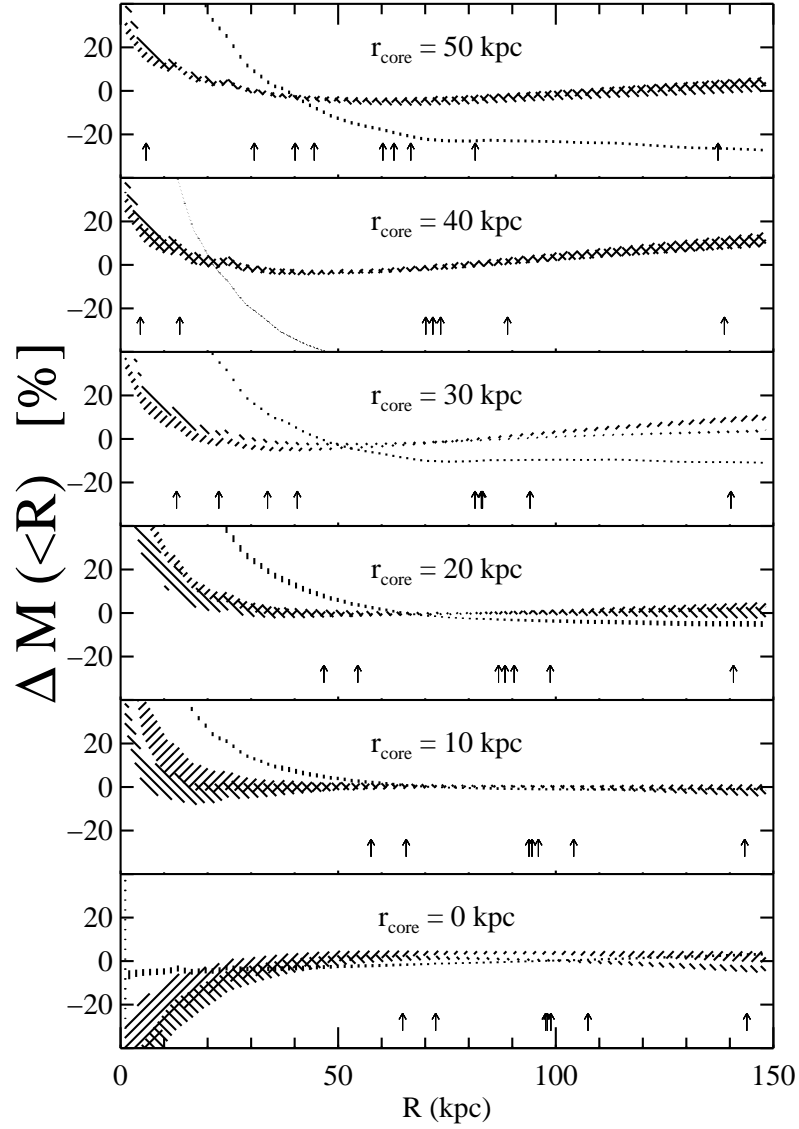 Δ M (<R) [%]
r_core = 50 kpc
20
0
−20
r_core = 40 kpc
20
0
−20
r_core = 30 kpc
20
0
−20
r_core = 20 kpc
20
0
−20
r_core = 10 kpc
20
0
−20
r_core = 0 kpc
20
0
−20
0 50 100 150
R (kpc)